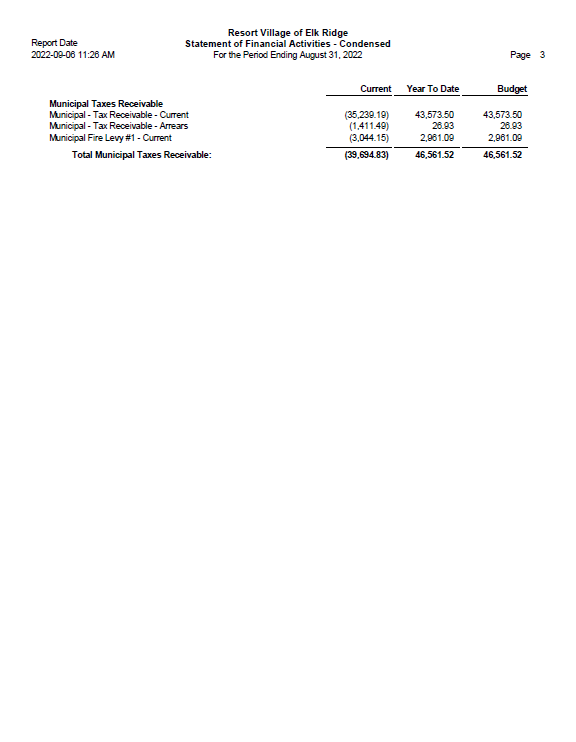 Resort Village of Elk Ridge
Report Date Statement of Financial Activities - Condensed
2022-09-06 11:26 AM For the Period Ending August 31, 2022 Page 3
Current Year To Date Budget
Municipal Taxes Receivable
Municipal - Tax Receivable - Current (35,239.19) 43,573.50 43,573.50
Municipal - Tax Receivable - Arrears (1,411.49) 26.93 26.93
Municipal Fire Levy #1 - Current (3,044.15) 2,961.09 2,961.09
Total Municipal Taxes Receivable: (39,694.83) 46,561.52 46,561.52